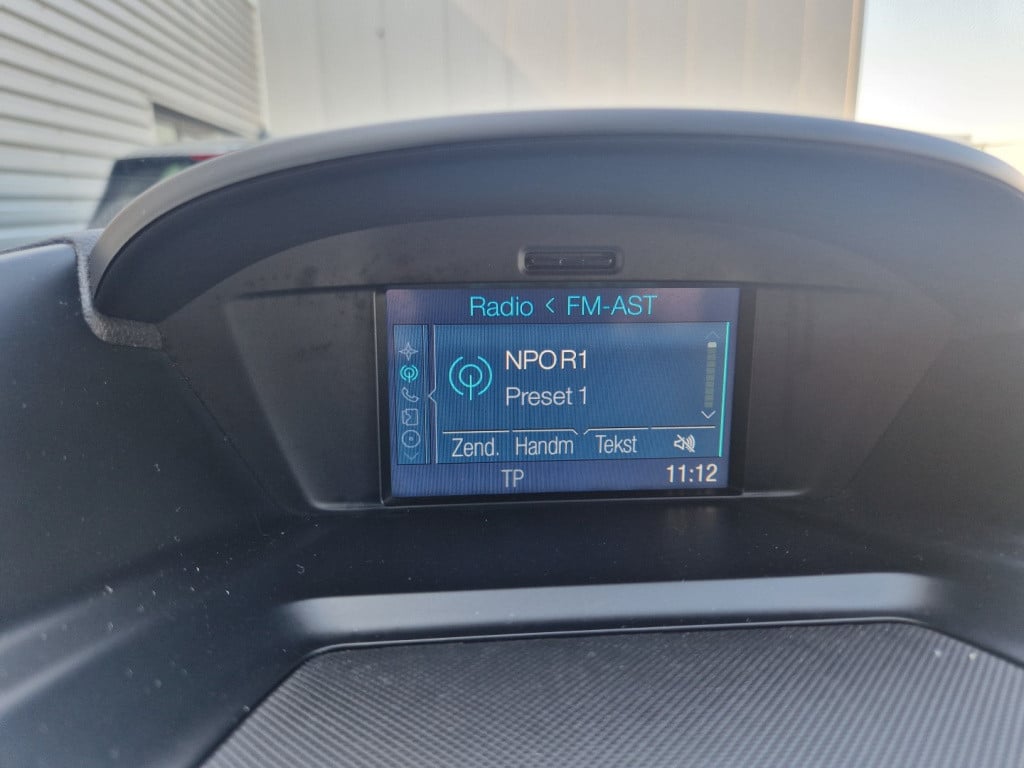 Radio < FM-AST
NPO R1
Preset 1
Zend. Handm Tekst
TP 11:12